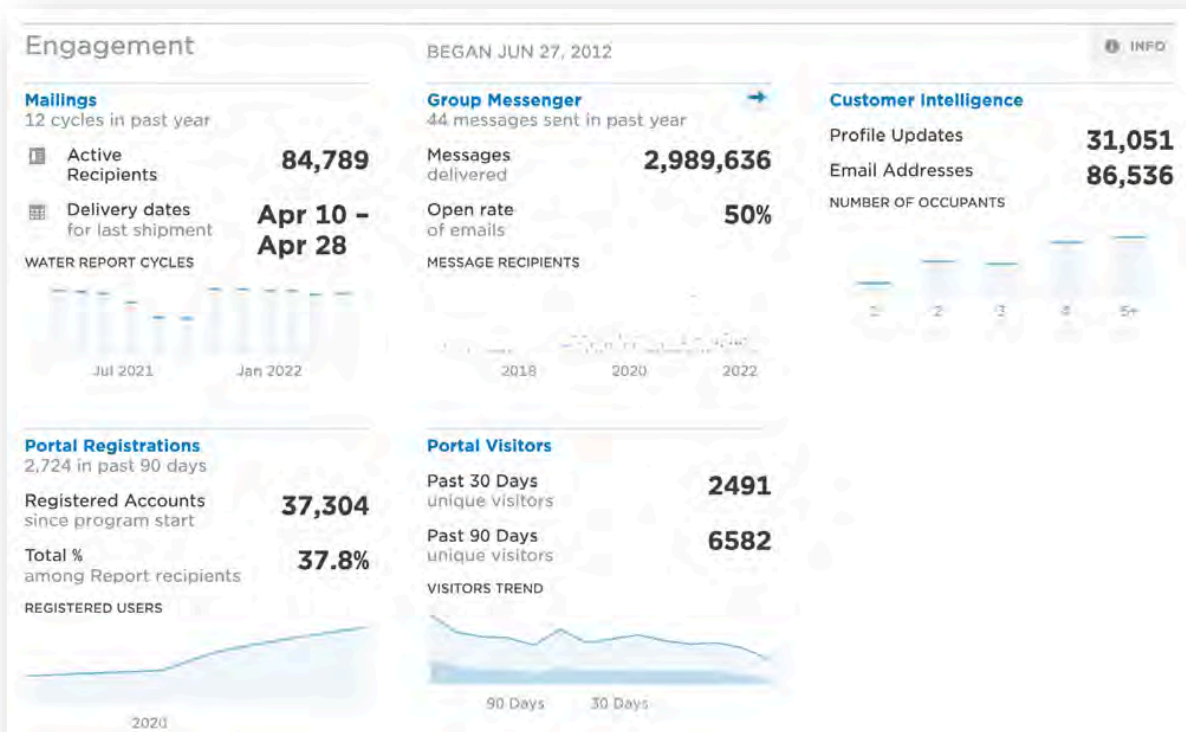 Engagement
BEGAN JUN 27, 2012
INFO
Mailings
12 cycles in past year
Active
Recipients
84,789
Delivery dates
for last shipment
Apr 10 –
Apr 28
WATER REPORT CYCLES
Jul 2021
Jan 2022
Group Messenger
44 messages sent in past year
Messages
delivered
2,989,636
Open rate
of emails
50%
MESSAGE RECIPIENTS
2018
2020
2022
Customer Intelligence
Profile Updates
31,051
Email Addresses
86,536
NUMBER OF OCCUPANTS
1
2
3
4
5+
Portal Registrations
2,724 in past 90 days
Registered Accounts
since program start
37,304
Total %
among Report recipients
37.8%
REGISTERED USERS
2020
Portal Visitors
Past 30 Days
unique visitors
2491
Past 90 Days
unique visitors
6582
VISITORS TREND
90 Days
30 Days